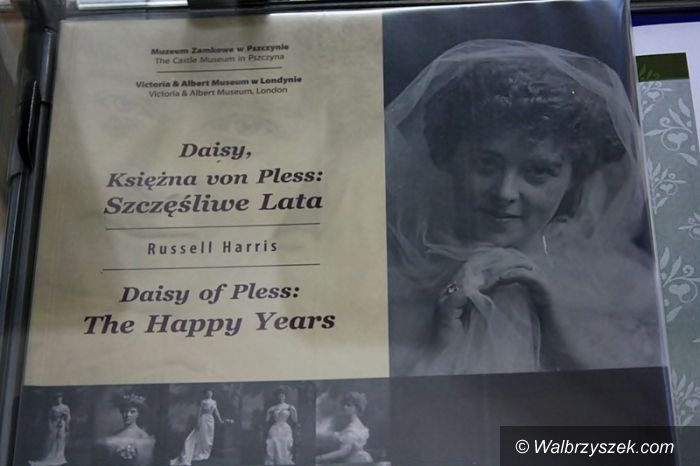 Muzeum Zamkowe w Pszczynie
The Castle Museum in Pszczyna
Victoria & Albert Museum w Londynie
Victoria & Albert Museum, London
Daisy,
Księżna von Pless:
Szczęśliwe Lata
Russell Harris
Daisy of Pless:
The Happy Years
© Walbrzyszek.com